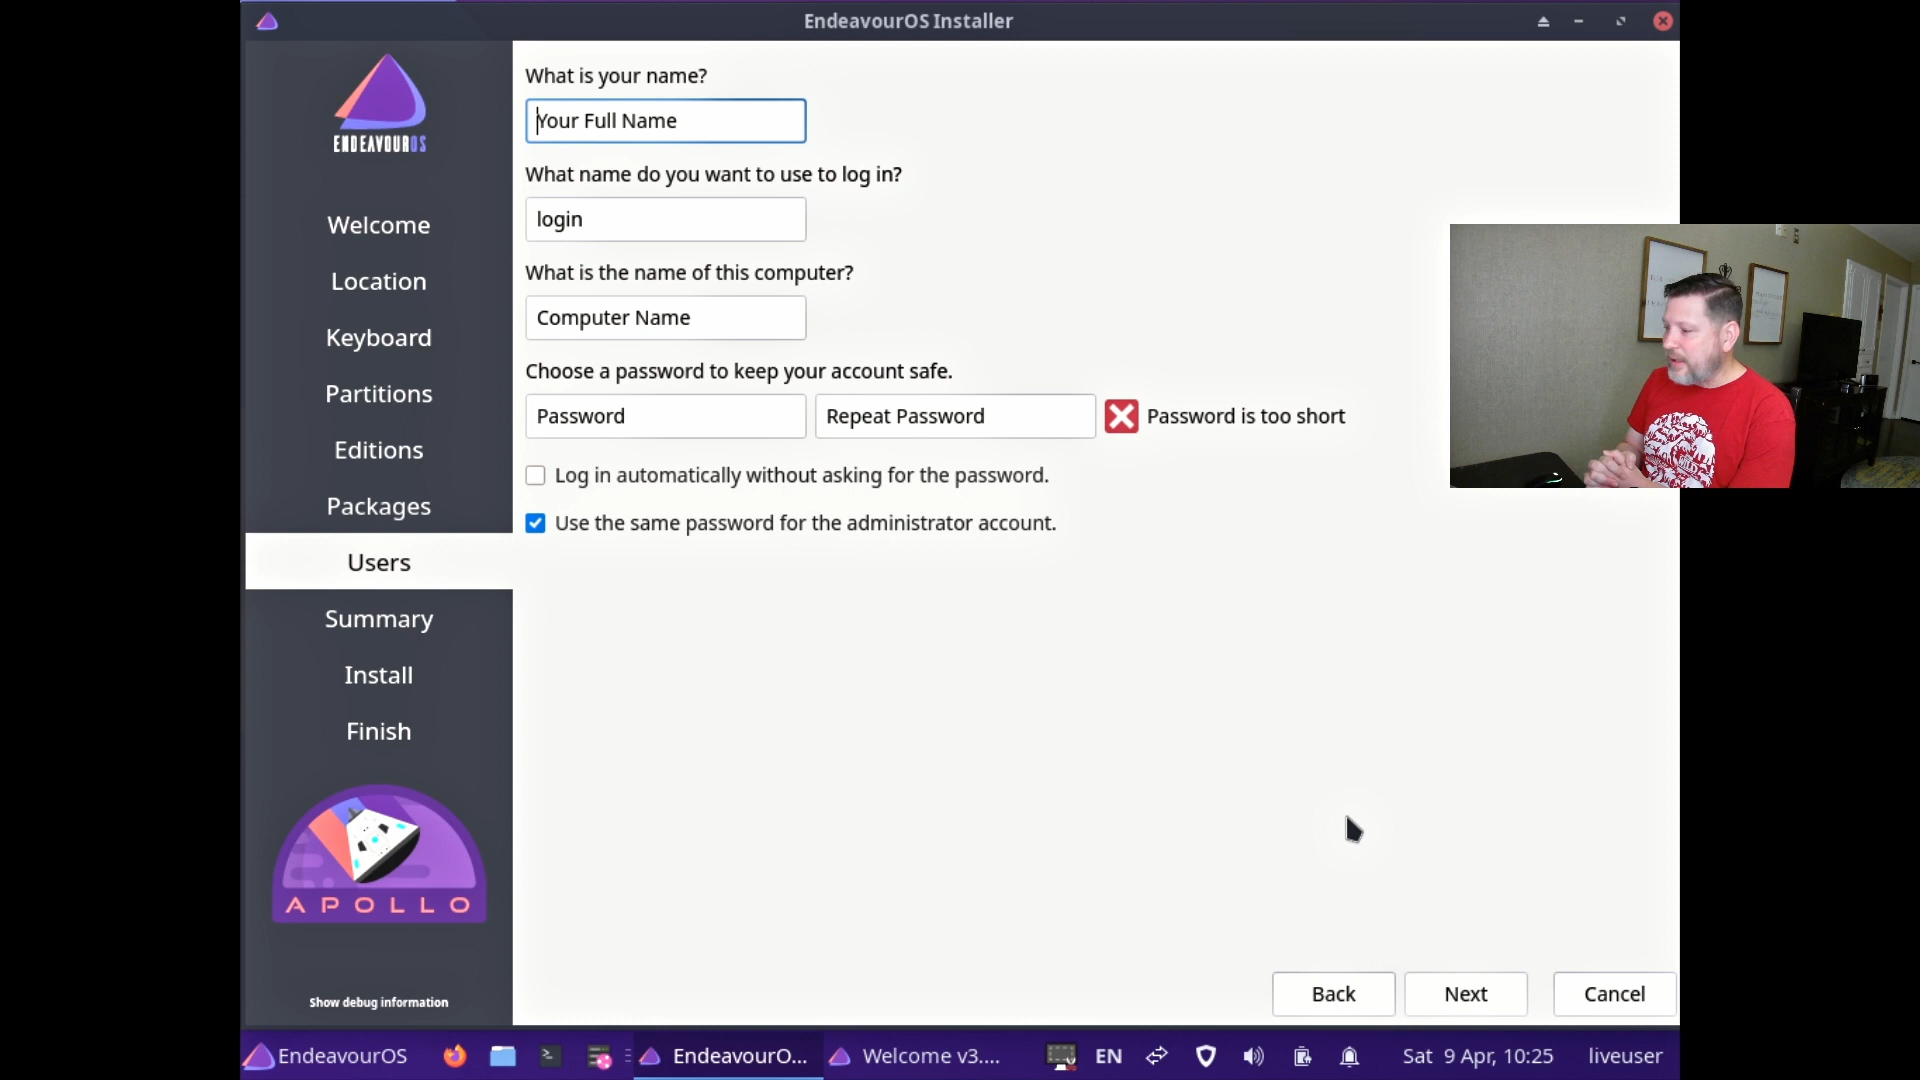 EndeavourOS Installer
ENDEAVOUROS
Welcome
Location
Keyboard
Partitions
Editions
Packages
Users
Summary
Install
Finish
APOLLO
Show debug information
What is your name?
Your Full Name
What name do you want to use to log in?
login
What is the name of this computer?
Computer Name
Choose a password to keep your account safe.
Password
Repeat Password
Password is too short
Log in automatically without asking for the password.
Use the same password for the administrator account.
Back
Next
Cancel
EndeavourOS
EndeavourO...
Welcome v3....
EN
Sat 9 Apr, 10:25
liveuser